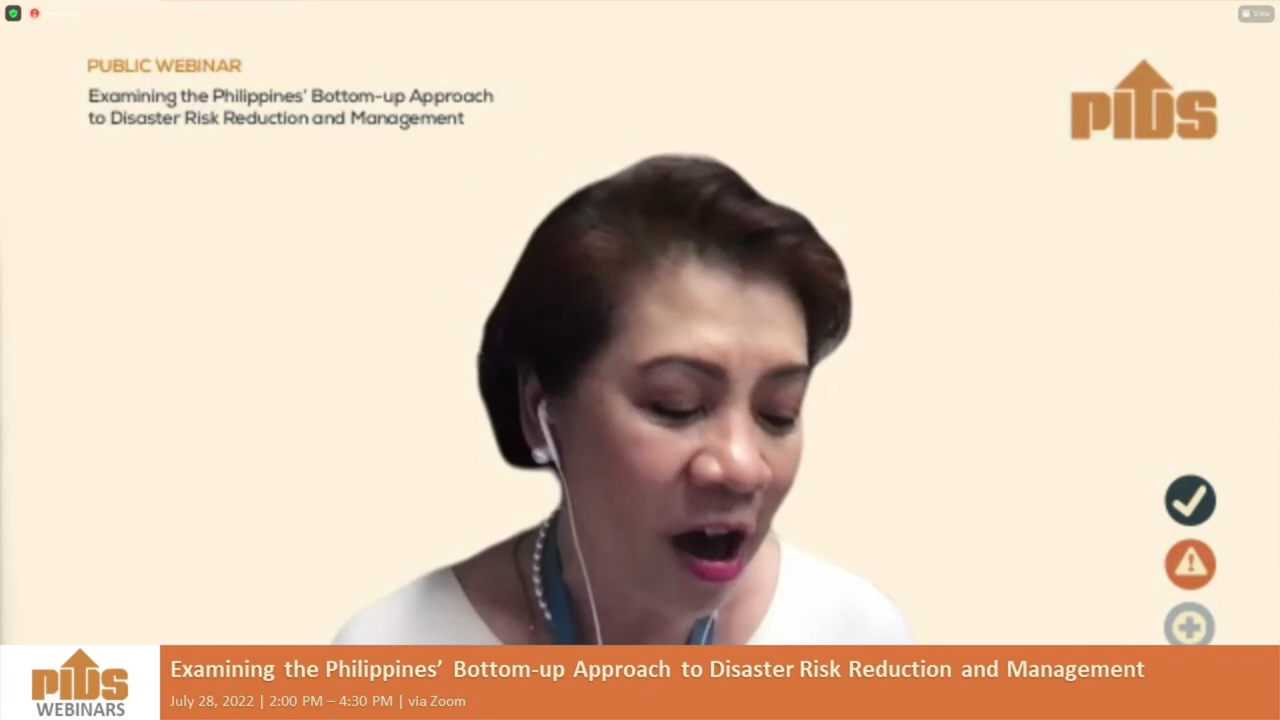 View
PUBLIC WEBINAR
Examining the Philippines' Bottom-up Approach
to Disaster Risk Reduction and Management
PIDS
PIDS
WEBINARS
Examining the Philippines’ Bottom-up Approach to Disaster Risk Reduction and Management
July 28, 2022 | 2:00 PM – 4:30 PM | via Zoom